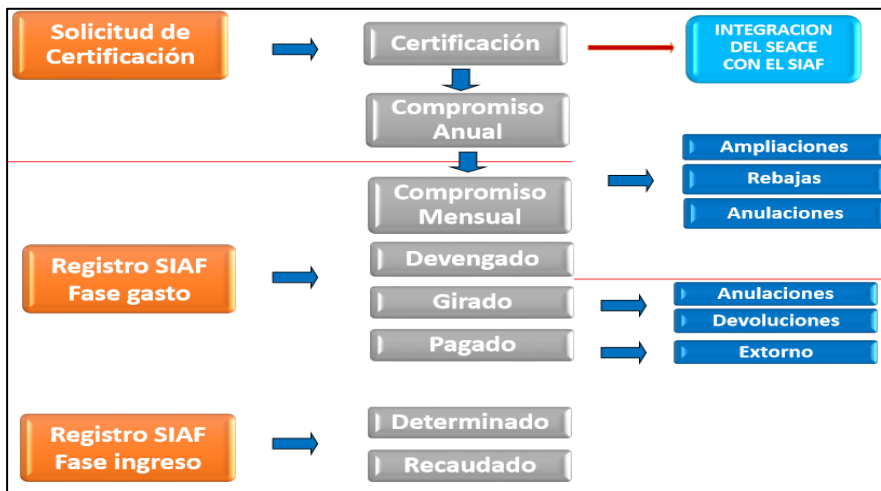 Solicitud de
Certificación
Certificación
INTEGRACION
DEL SEACE
CON EL SIAF
Compromiso
Anual
Ampliaciones
Rebajas
Anulaciones
Compromiso
Mensual
Registro SIAF
Fase gasto
Devengado
Girado
Pagado
Anulaciones
Devoluciones
Extorno
Registro SIAF
Fase ingreso
Determinado
Recaudado